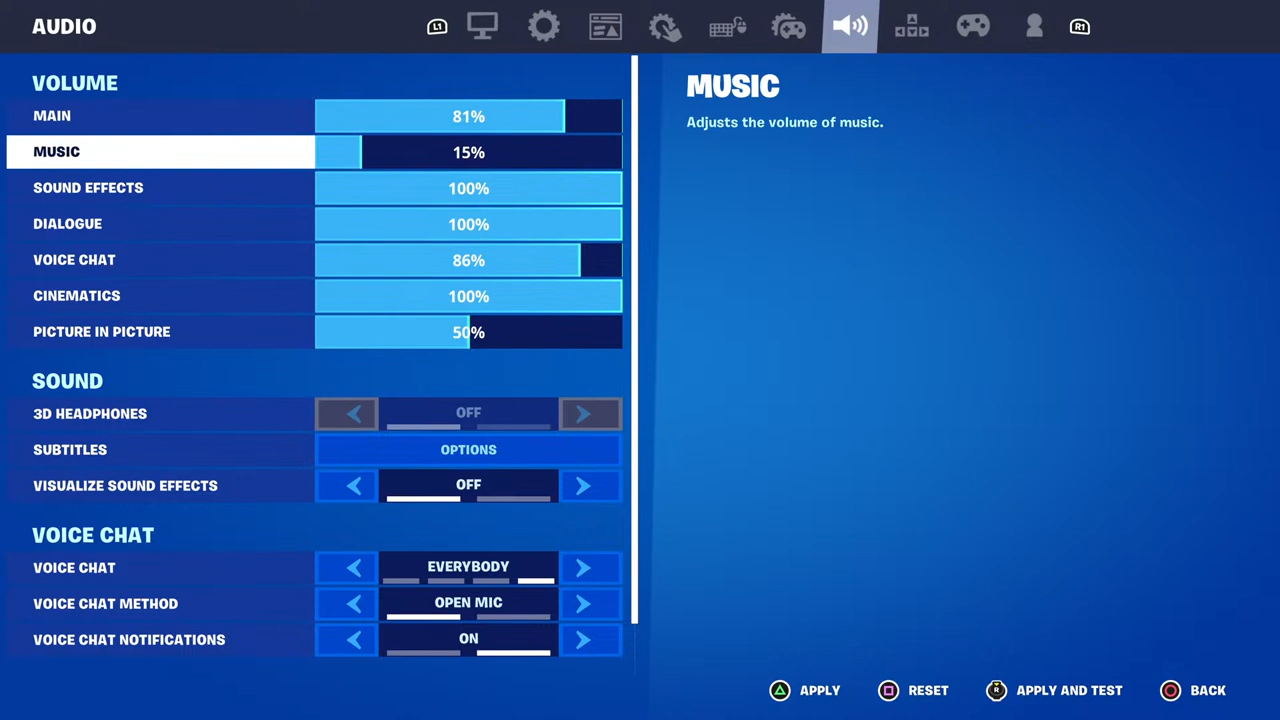 AUDIO
L1
R1
VOLUME
MAIN 81%
MUSIC 15%
SOUND EFFECTS 100%
DIALOGUE 100%
VOICE CHAT 86%
CINEMATICS 100%
PICTURE IN PICTURE 50%
SOUND
3D HEADPHONES OFF
SUBTITLES OPTIONS
VISUALIZE SOUND EFFECTS OFF
VOICE CHAT
VOICE CHAT EVERYBODY
VOICE CHAT METHOD OPEN MIC
VOICE CHAT NOTIFICATIONS ON
MUSIC
Adjusts the volume of music.
APPLY RESET R APPLY AND TEST BACK